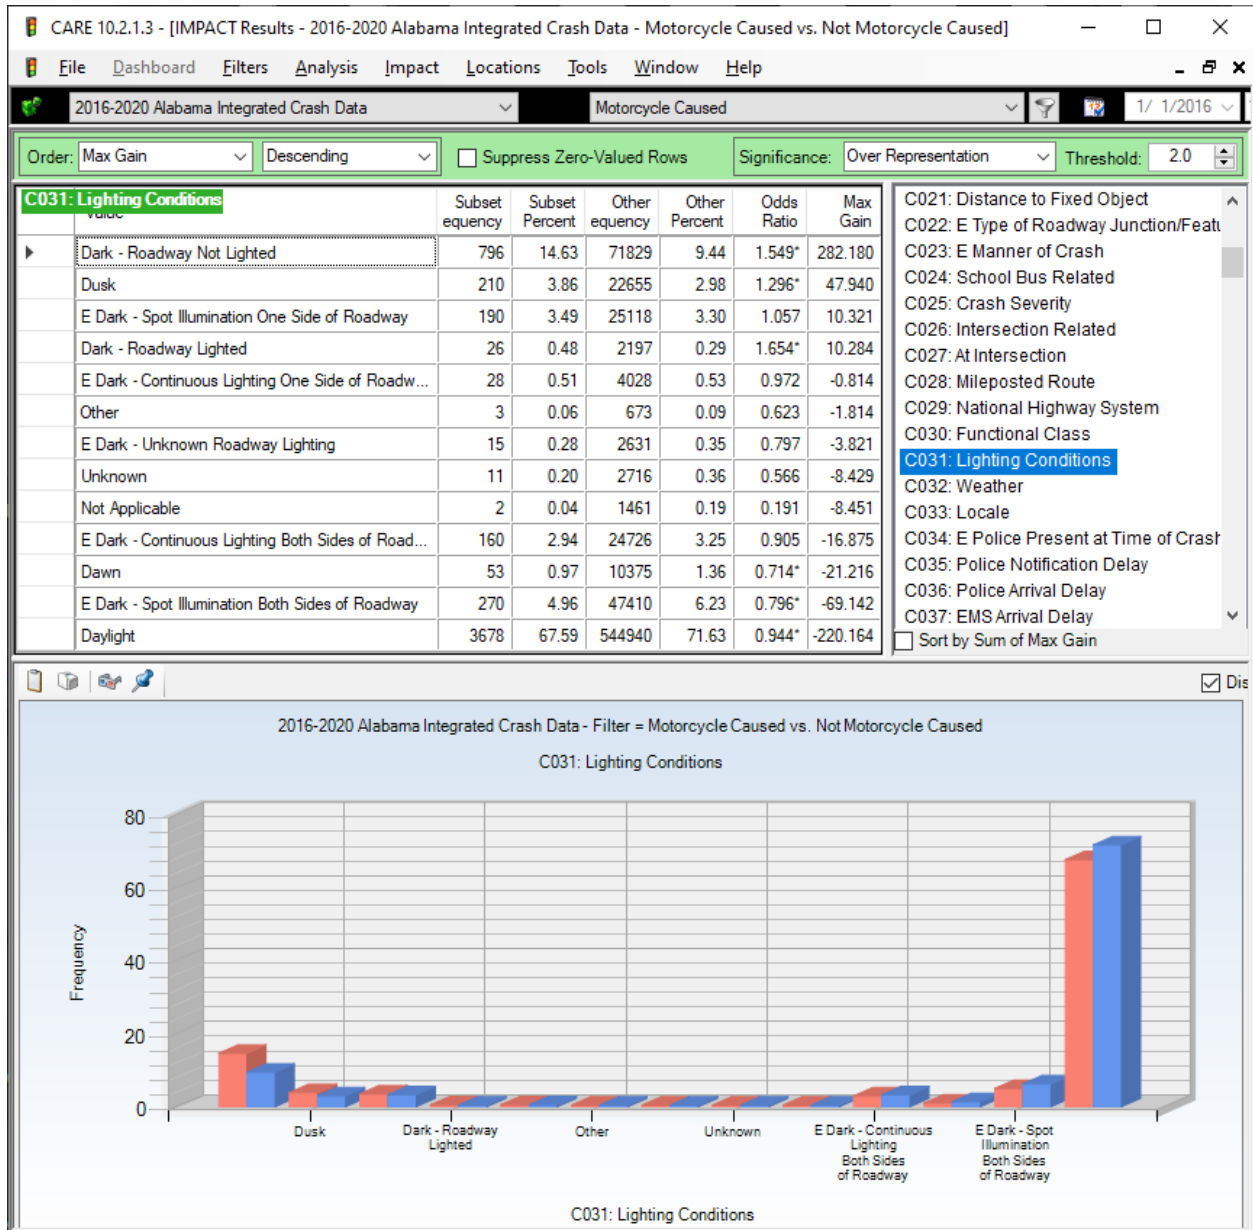 CARE 10.2.1.3 - [IMPACT Results - 2016-2020 Alabama Integrated Crash Data - Motorcycle Caused vs. Not Motorcycle Caused]
File Dashboard Filters Analysis Impact Locations Tools Window Help
2016-2020 Alabama Integrated Crash Data Motorcycle Caused 1/ 1/2016
Order: Max Gain Descending Suppress Zero-Valued Rows Significance: Over Representation Threshold: 2.0
C031: Lighting Conditions
Subset equency Subset Percent Other equency Other Percent Odds Ratio Max Gain
Dark - Roadway Not Lighted 796 14.63 71829 9.44 1.549* 282.180
Dusk 210 3.86 22655 2.98 1.296* 47.940
E Dark - Spot Illumination One Side of Roadway 190 3.49 25118 3.30 1.057 10.321
Dark - Roadway Lighted 26 0.48 2197 0.29 1.654* 10.284
E Dark - Continuous Lighting One Side of Roadw... 28 0.51 4028 0.53 0.972 -0.814
Other 3 0.06 673 0.09 0.623 -1.814
E Dark - Unknown Roadway Lighting 15 0.28 2631 0.35 0.797 -3.821
Unknown 11 0.20 2716 0.36 0.566 -8.429
Not Applicable 2 0.04 1461 0.19 0.191 -8.451
E Dark - Continuous Lighting Both Sides of Road... 160 2.94 24726 3.25 0.905 -16.875
Dawn 53 0.97 10375 1.36 0.714* -21.216
E Dark - Spot Illumination Both Sides of Roadway 270 4.96 47410 6.23 0.796* -69.142
Daylight 3678 67.59 544940 71.63 0.944* -220.164
C021: Distance to Fixed Object
C022: E Type of Roadway Junction/Featu
C023: E Manner of Crash
C024: School Bus Related
C025: Crash Severity
C026: Intersection Related
C027: At Intersection
C028: Mileposted Route
C029: National Highway System
C030: Functional Class
C031: Lighting Conditions
C032: Weather
C033: Locale
C034: E Police Present at Time of Crash
C035: Police Notification Delay
C036: Police Arrival Delay
C037: EMS Arrival Delay
Sort by Sum of Max Gain
Dis
2016-2020 Alabama Integrated Crash Data - Filter = Motorcycle Caused vs. Not Motorcycle Caused
C031: Lighting Conditions
Frequency
80
60
40
20
0
Dusk
Dark - Roadway
Lighted
Other
Unknown
E Dark - Continuous
Lighting
Both Sides
of Roadway
E Dark - Spot
Illumination
Both Sides
of Roadway
C031: Lighting Conditions